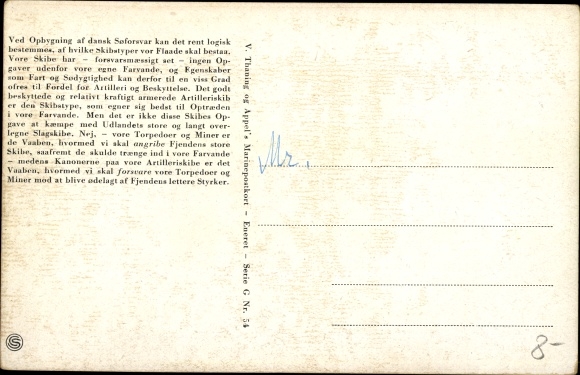 Ved Opbygning af dansk Søforsvar kan det rent logisk
bestemmes, af hvilke Skibstyper vor Flaade skal bestaa.
Vore Skibe har – forsvarsmæssigt set – ingen Op-
gaver udenfor vore egne Farvande, og Egenskaber
som Fart og Sødygtighed kan derfor til en viss Grad
ofres til Fordel for Artilleri og Beskyttelse. Det godt
beskyttede og relativt kraftigt armerede Artilleriskib
er den Skibstype, som egner sig bedst til Optræden
i vore Farvande. Men det er ikke disse Skibes Op-
gave at kæmpe med Udlandets store og langt over-
legne Slagskibe. Nej, – vore Torpedoer og Miner er
de Vaaben, hvormed vi skal angribe Fjendens store
Skibe, saafremt de skulde trænge ind i vore Farvande
– medens Kanonerne paa vore Artilleriskibe er det
Vaaben, hvormed vi skal forsvare vore Torpedoer og
Miner mod at blive ødelagt af Fjendens lettere Styrker.
V. Thaning og Appel's Marinepostkort – Eneret – Serie G Nr. 54
Mr.
8-